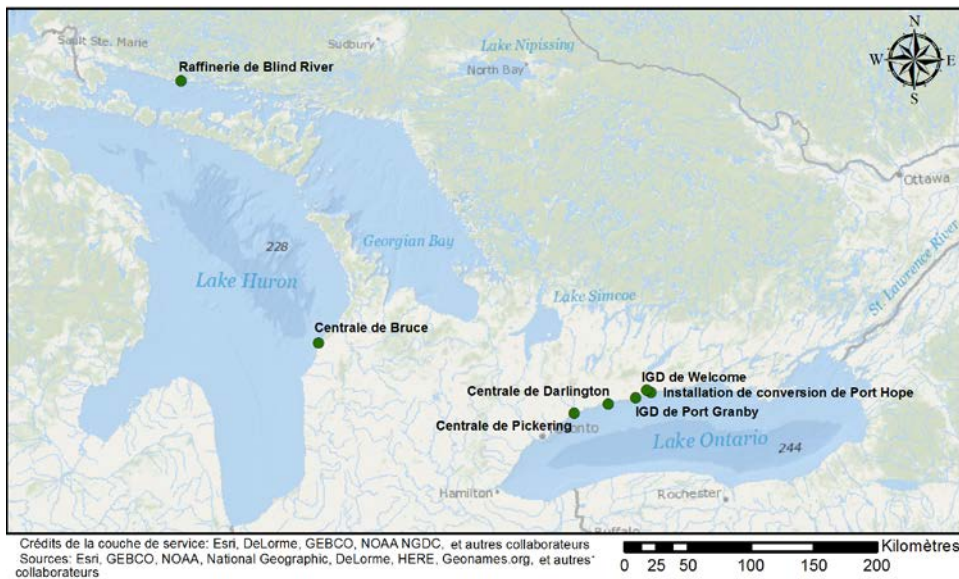 N
W E
S
Sault Ste. Marie
Sudbury
Lake Nipissing
North Bay
Raffinerie de Blind River
Ottawa
228
Georgian Bay
Lake Huron
St. Lawrence River
Lake Simcoe
Centrale de Bruce
IGD de Welcome
Centrale de Darlington
Installation de conversion de Port Hope
IGD de Port Granby
Centrale de Pickering
Toronto
Lake Ontario
244
Hamilton
Rochester
Buffalo
Crédits de la couche de service: Esri, DeLorme, GEBCO, NOAA NGDC, et autres collaborateurs
Sources: Esri, GEBCO, NOAA, National Geographic, DeLorme, HERE, Geonames.org, et autres
collaborateurs
Kilomètres
0 25 50 100 150 200